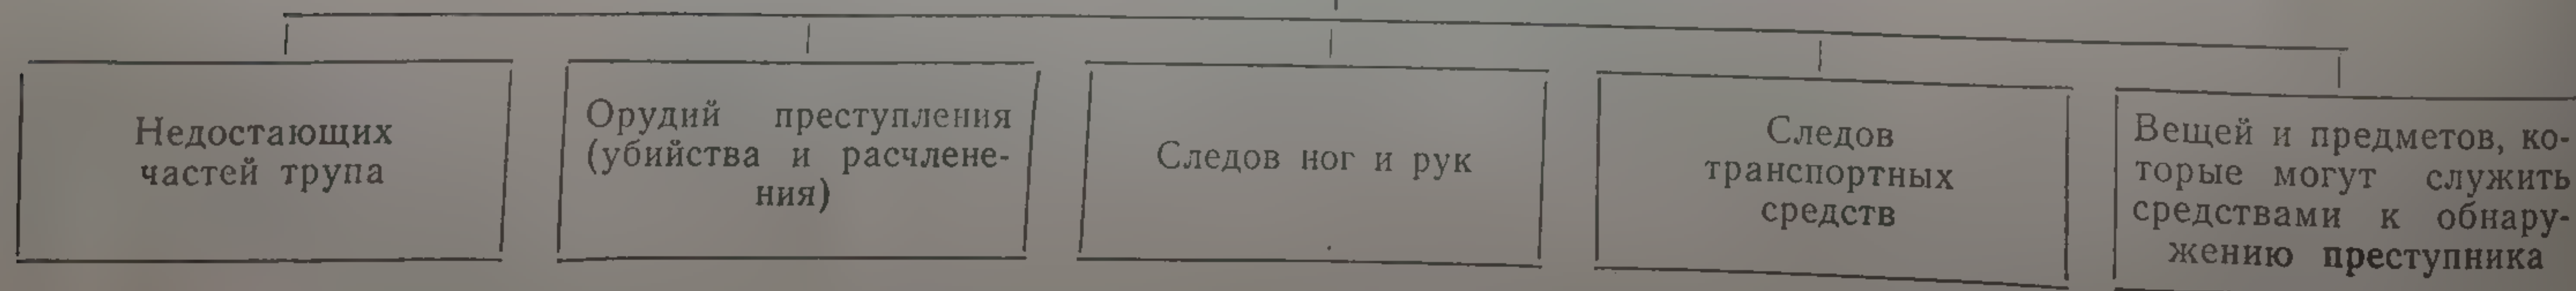 Недостающих
частей трупа
Орудий преступления
(убийства и расчлене-
ния)
Следов ног и рук
Следов
транспортных
средств
Вещей и предметов, ко-
торые могут служить
средствами к обнару-
жению преступника